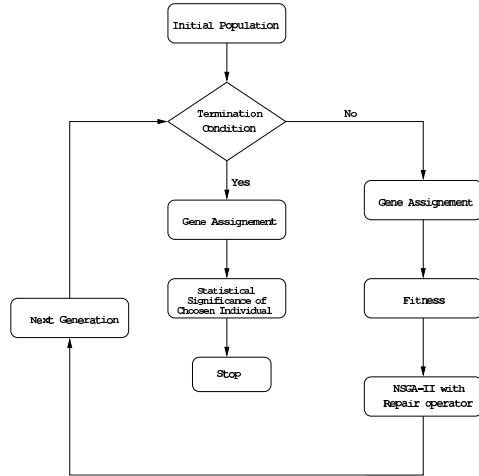 Initial Population
Termination
Condition
No
Yes
Gene Assignement
Gene Assignement
Statistical
Significance of
Choosen Individual
Fitness
Next Generation
Stop
NSGA-II with
Repair operator